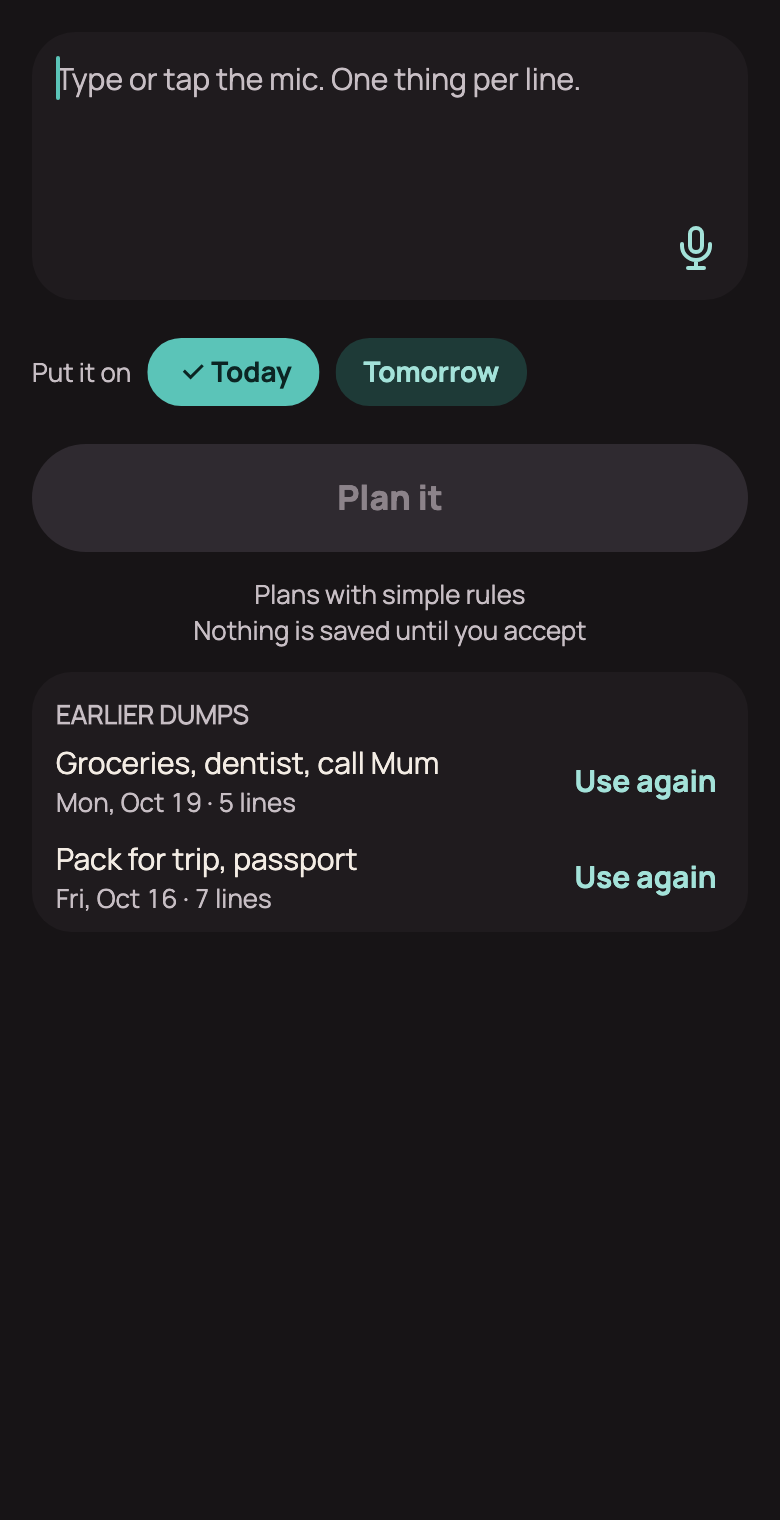 Type or tap the mic. One thing per line.
Put it on
Today
Tomorrow
Plan it
Plans with simple rules
Nothing is saved until you accept
EARLIER DUMPS
Groceries, dentist, call Mum
Use again
Mon, Oct 19 · 5 lines
Pack for trip, passport
Use again
Fri, Oct 16 · 7 lines